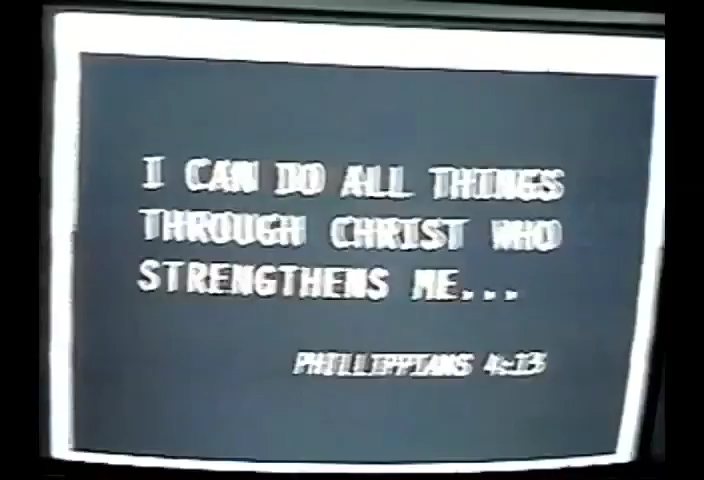 I CAN DO ALL THINGS
THROUGH CHRIST WHO
STRENGTHENS ME...
PHILLIPPIANS 4:13